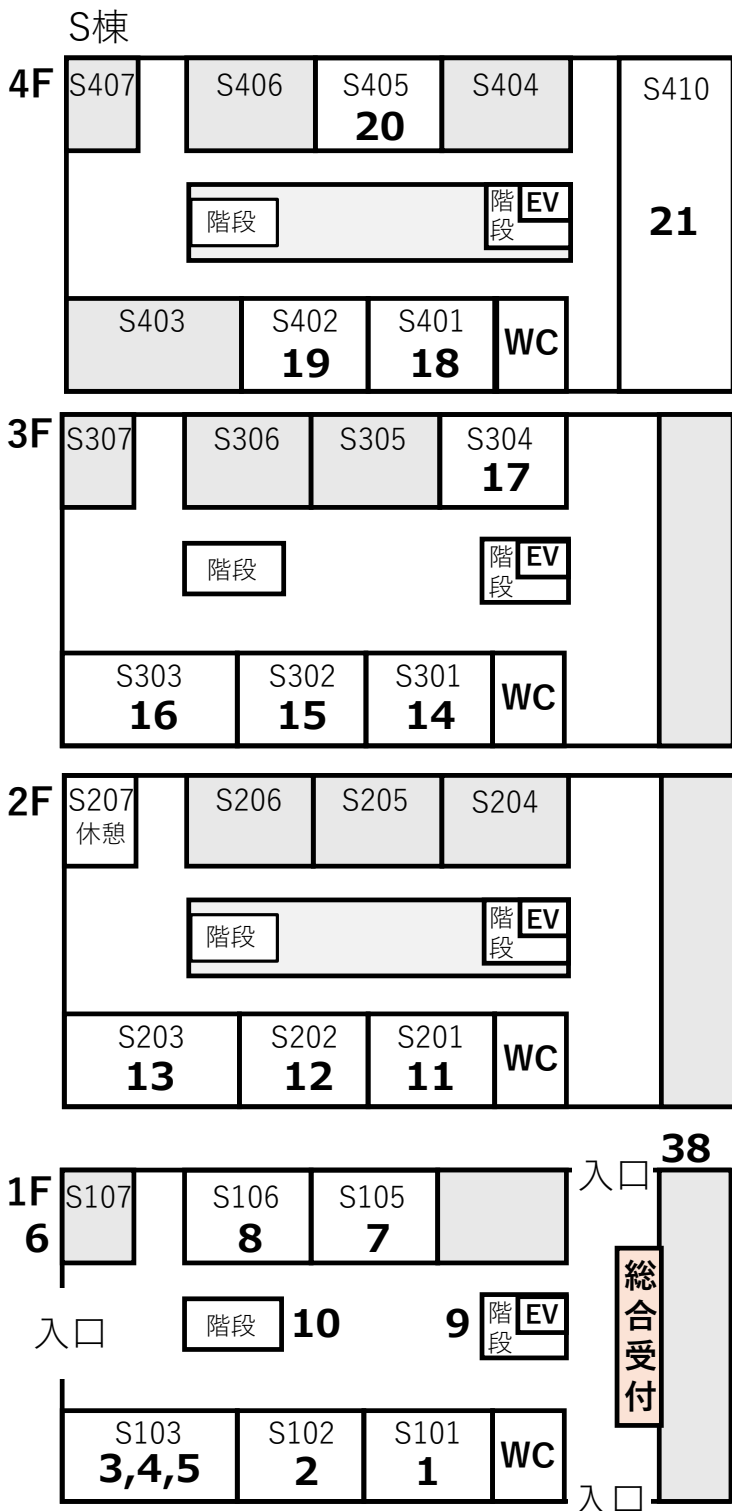 S棟
4F
S407
S406
S405
20
S404
S410
21
階段
階段
EV
S403
S402
19
S401
18
WC
3F
S307
S306
S305
S304
17
階段
階段
EV
S303
16
S302
15
S301
14
WC
2F
S207
休憩
S206
S205
S204
階段
階段
EV
S203
13
S202
12
S201
11
WC
38
入口
1F
6
S107
S106
8
S105
7
入口
階段
10
9
階段
EV
総合受付
S103
3,4,5
S102
2
S101
1
WC
入口